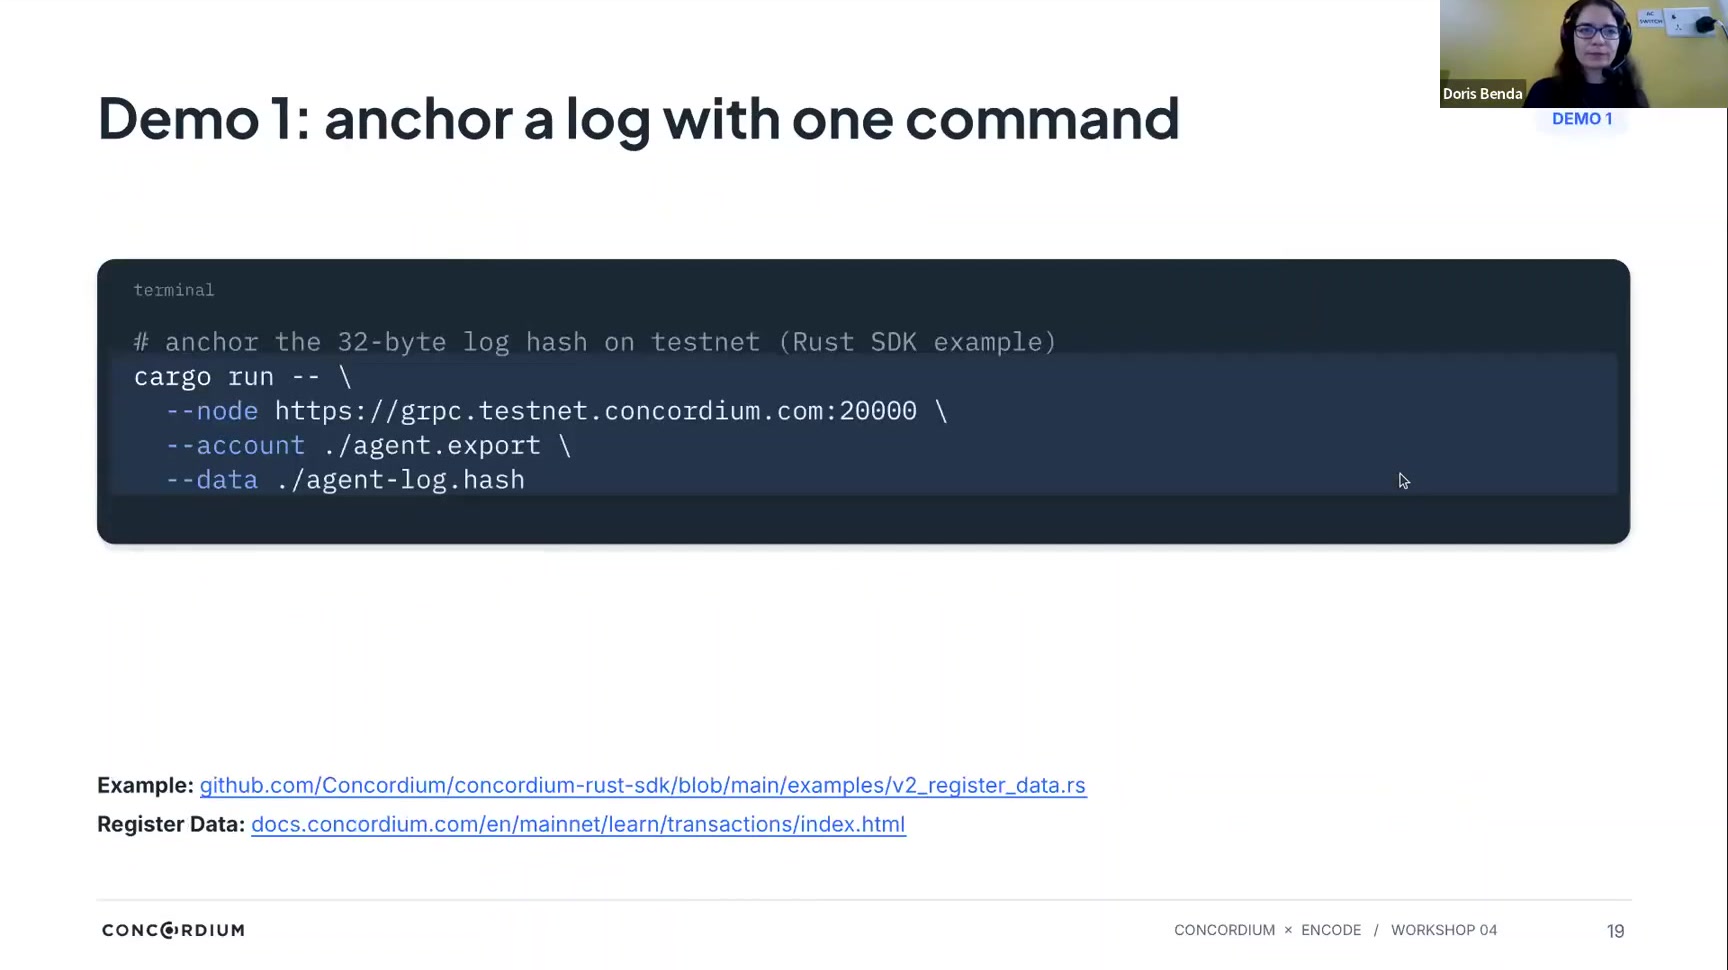 AC
SWITCH
Doris Benda
Demo 1: anchor a log with one command
DEMO 1
terminal
# anchor the 32-byte log hash on testnet (Rust SDK example)
cargo run -- \
--node https://grpc.testnet.concordium.com:20000 \
--account ./agent.export \
--data ./agent-log.hash
Example: github.com/Concordium/concordium-rust-sdk/blob/main/examples/v2_register_data.rs
Register Data: docs.concordium.com/en/mainnet/learn/transactions/index.html
CONCORDIUM
CONCORDIUM × ENCODE / WORKSHOP 04
19